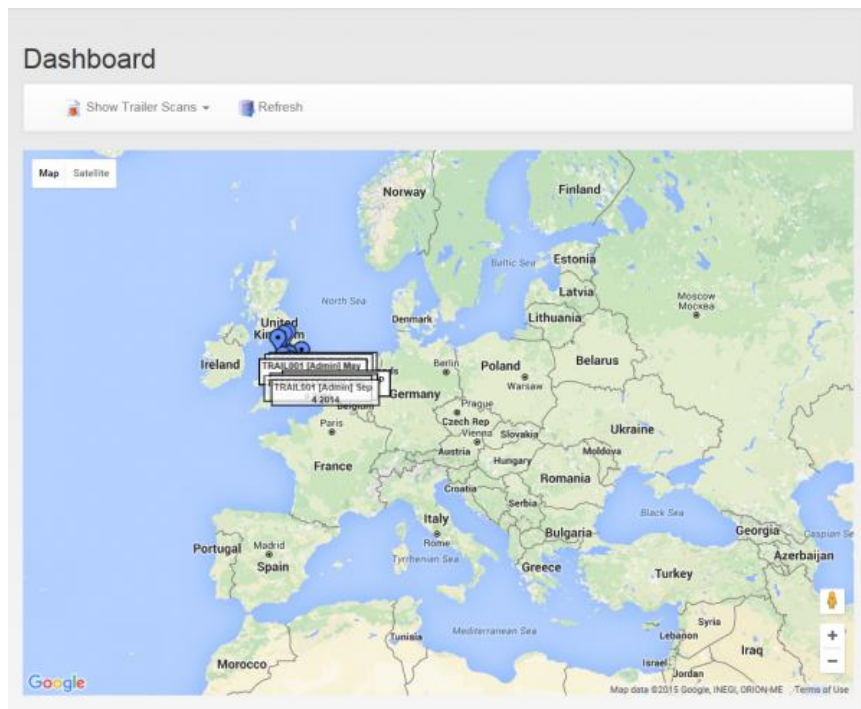 Dashboard
Show Trailer Scans
Refresh
Map Satellite
Norway
Finland
Baltic Sea
Estonia
Latvia
Moscow
Москва
North Sea
Denmark
Lithuania
United
Ireland
Berlin
Poland
Belarus
TRAIL001 [Admin] May
TRAIL001 [Admin] Sep
4 2014
Germany
Warsaw
Prague
Paris
Czech Rep
Ukraine
Vienna
Slovakia
Austria
Moldova
France
Hungary
Romania
Croatia
Serbia
Black Sea
Italy
Bulgaria
Georgia
Caspian Se
Rome
Portugal
Madrid
Spain
Tyrrhenian Sea
Greece
Azerbaijan
Turkey
Syria
Tunisia
Mediterranean Sea
Lebanon
Iraq
Morocco
Israel
Jordan
Google
Map data ©2015 Google, INEGI, ORION-ME
Terms of Use